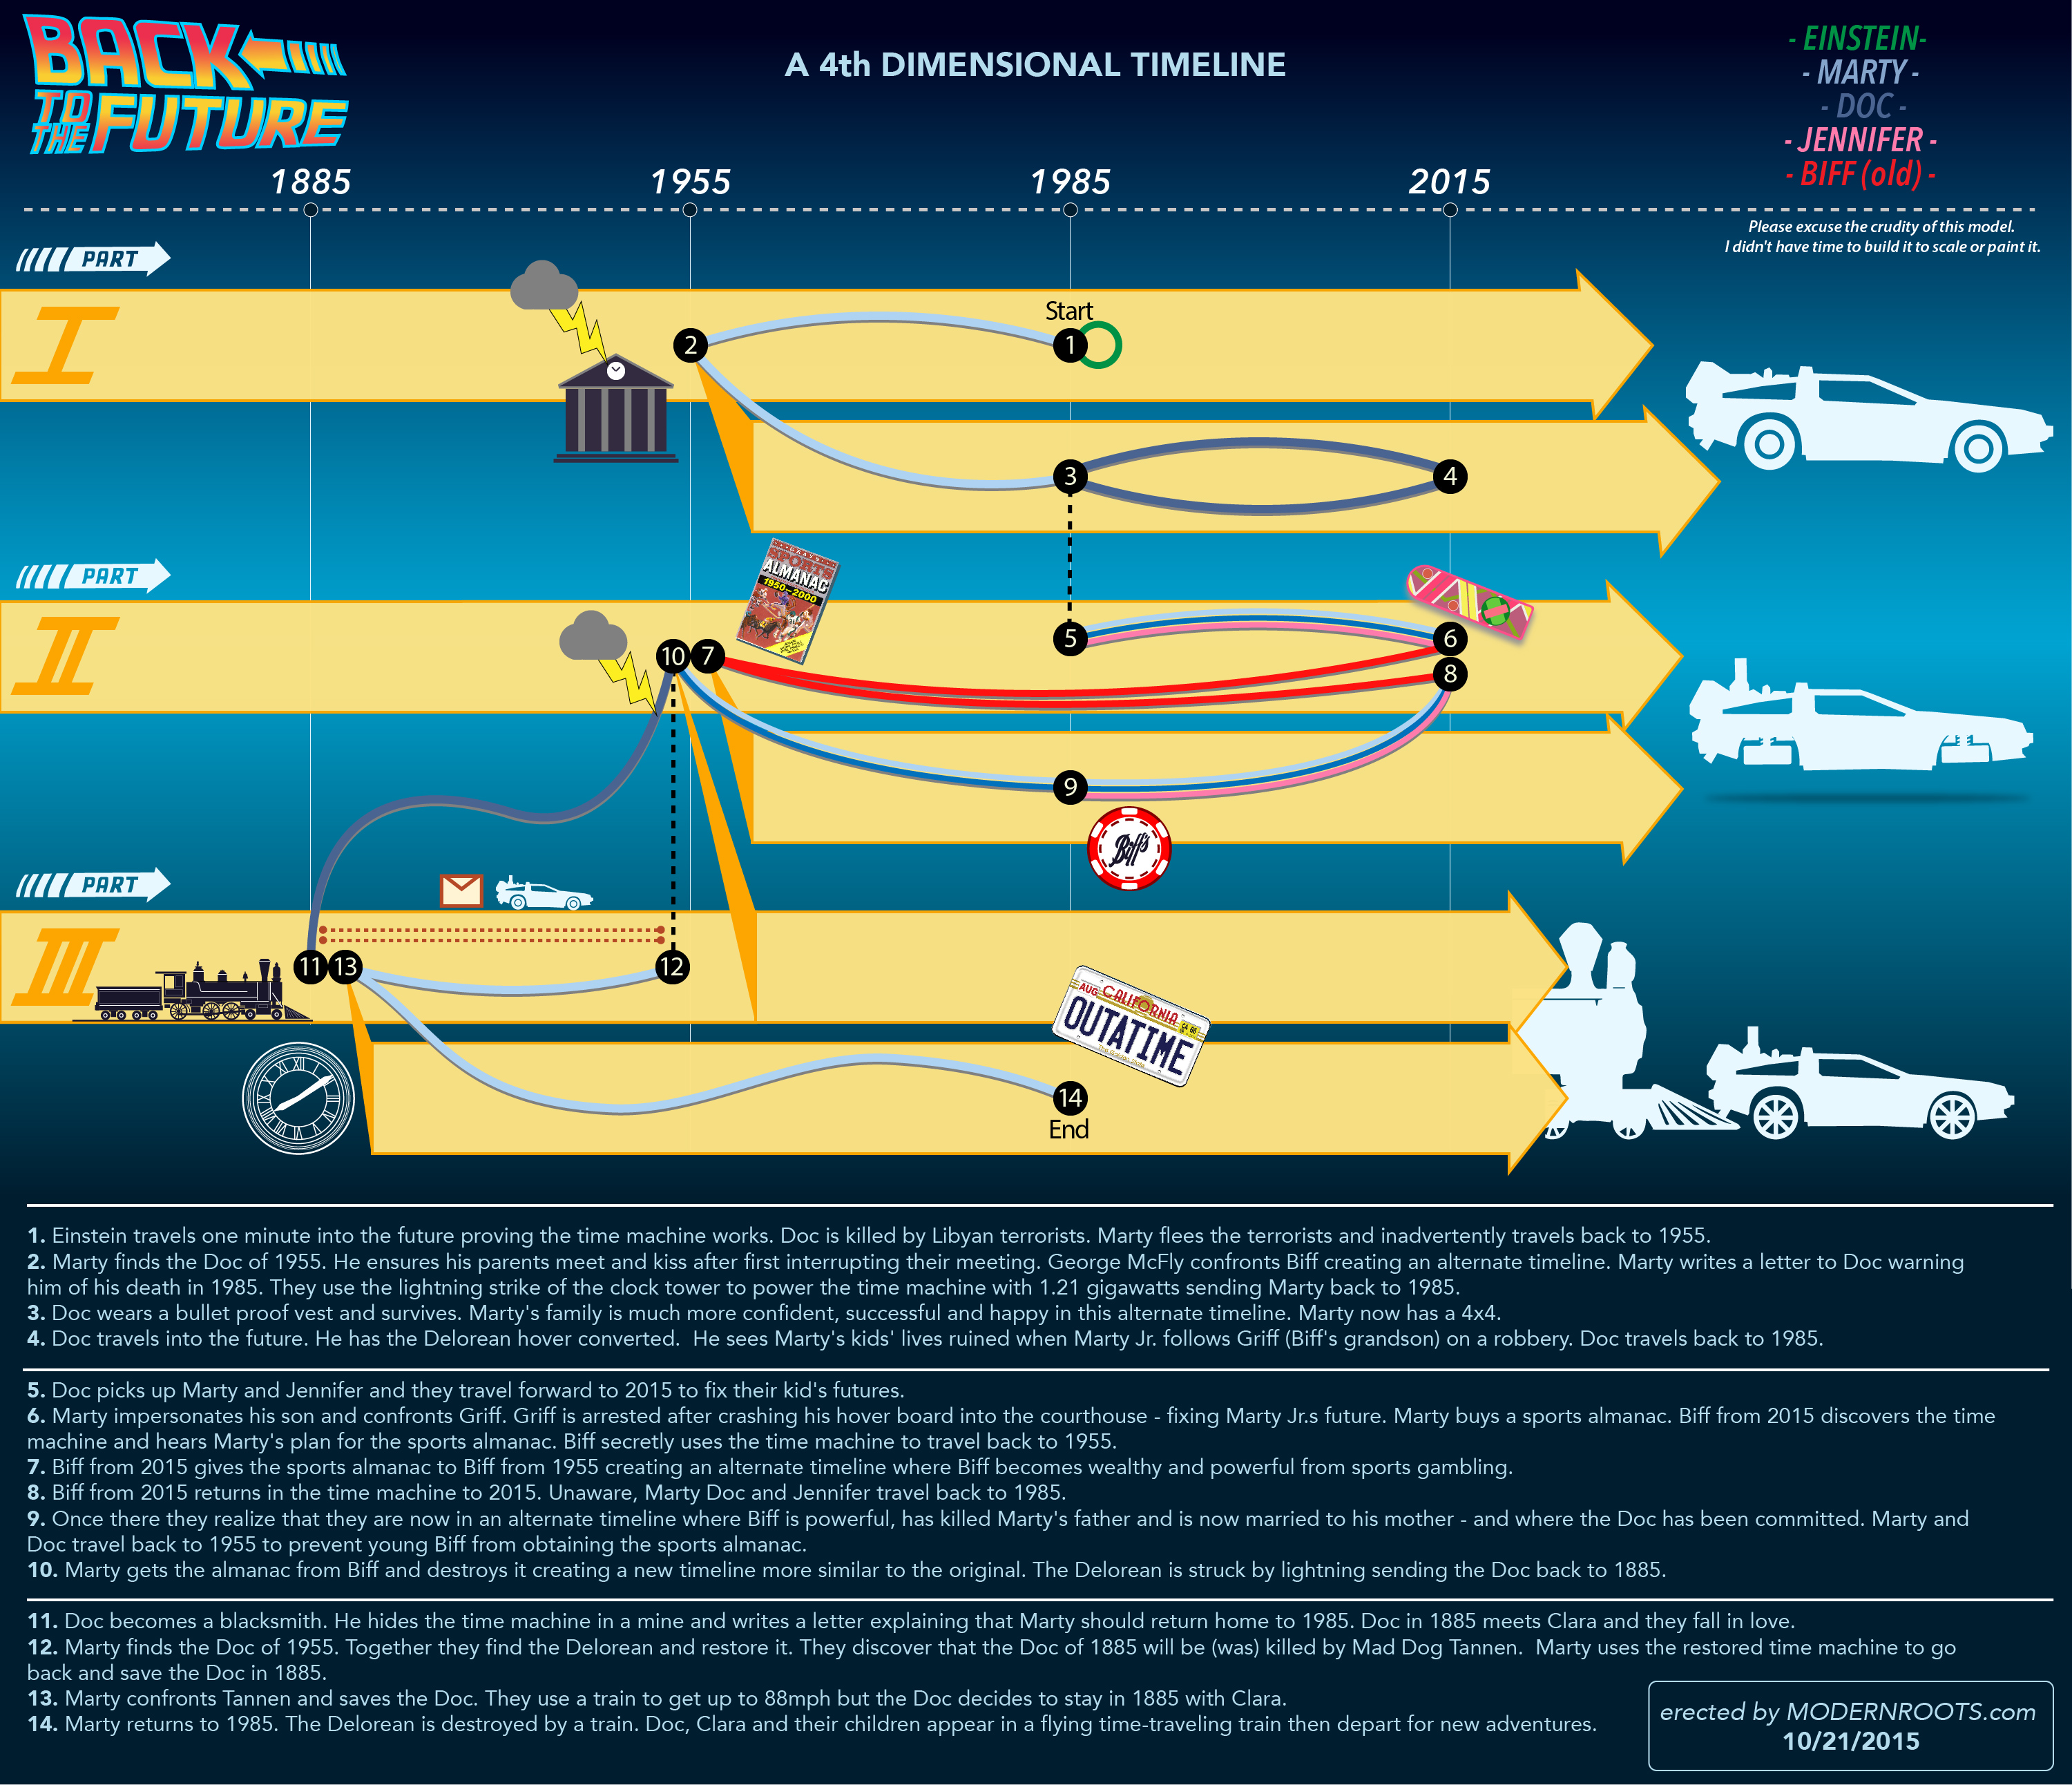 BACK
TO
THE FUTURE
A 4th DIMENSIONAL TIMELINE
- EINSTEIN-
- MARTY -
- DOC -
- JENNIFER -
- BIFF (old) -
1885 1955 1985 2015
Please excuse the crudity of this model.
I didn't have time to build it to scale or paint it.
PART
I
Start
2 1
3 4
PART
II
SPORTS
ALMANAC
1950-2000
5 6
10 7
8
9
Biff's
PART
III
11 13 12
AUG CALIFORNIA
OUTATIME
14
End
1. Einstein travels one minute into the future proving the time machine works. Doc is killed by Libyan terrorists. Marty flees the terrorists and inadvertently travels back to 1955.
2. Marty finds the Doc of 1955. He ensures his parents meet and kiss after first interrupting their meeting. George McFly confronts Biff creating an alternate timeline. Marty writes a letter to Doc warning
him of his death in 1985. They use the lightning strike of the clock tower to power the time machine with 1.21 gigawatts sending Marty back to 1985.
3. Doc wears a bullet proof vest and survives. Marty's family is much more confident, successful and happy in this alternate timeline. Marty now has a 4x4.
4. Doc travels into the future. He has the Delorean hover converted.  He sees Marty's kids' lives ruined when Marty Jr. follows Griff (Biff's grandson) on a robbery. Doc travels back to 1985.
5. Doc picks up Marty and Jennifer and they travel forward to 2015 to fix their kid's futures.
6. Marty impersonates his son and confronts Griff. Griff is arrested after crashing his hover board into the courthouse - fixing Marty Jr.s future. Marty buys a sports almanac. Biff from 2015 discovers the time
machine and hears Marty's plan for the sports almanac. Biff secretly uses the time machine to travel back to 1955.
7. Biff from 2015 gives the sports almanac to Biff from 1955 creating an alternate timeline where Biff becomes wealthy and powerful from sports gambling.
8. Biff from 2015 returns in the time machine to 2015. Unaware, Marty Doc and Jennifer travel back to 1985.
9. Once there they realize that they are now in an alternate timeline where Biff is powerful, has killed Marty's father and is now married to his mother - and where the Doc has been committed. Marty and
Doc travel back to 1955 to prevent young Biff from obtaining the sports almanac.
10. Marty gets the almanac from Biff and destroys it creating a new timeline more similar to the original. The Delorean is struck by lightning sending the Doc back to 1885.
11. Doc becomes a blacksmith. He hides the time machine in a mine and writes a letter explaining that Marty should return home to 1985. Doc in 1885 meets Clara and they fall in love.
12. Marty finds the Doc of 1955. Together they find the Delorean and restore it. They discover that the Doc of 1885 will be (was) killed by Mad Dog Tannen.  Marty uses the restored time machine to go
back and save the Doc in 1885.
13. Marty confronts Tannen and saves the Doc. They use a train to get up to 88mph but the Doc decides to stay in 1885 with Clara.
14. Marty returns to 1985. The Delorean is destroyed by a train. Doc, Clara and their children appear in a flying time-traveling train then depart for new adventures.
erected by MODERNROOTS.com
10/21/2015